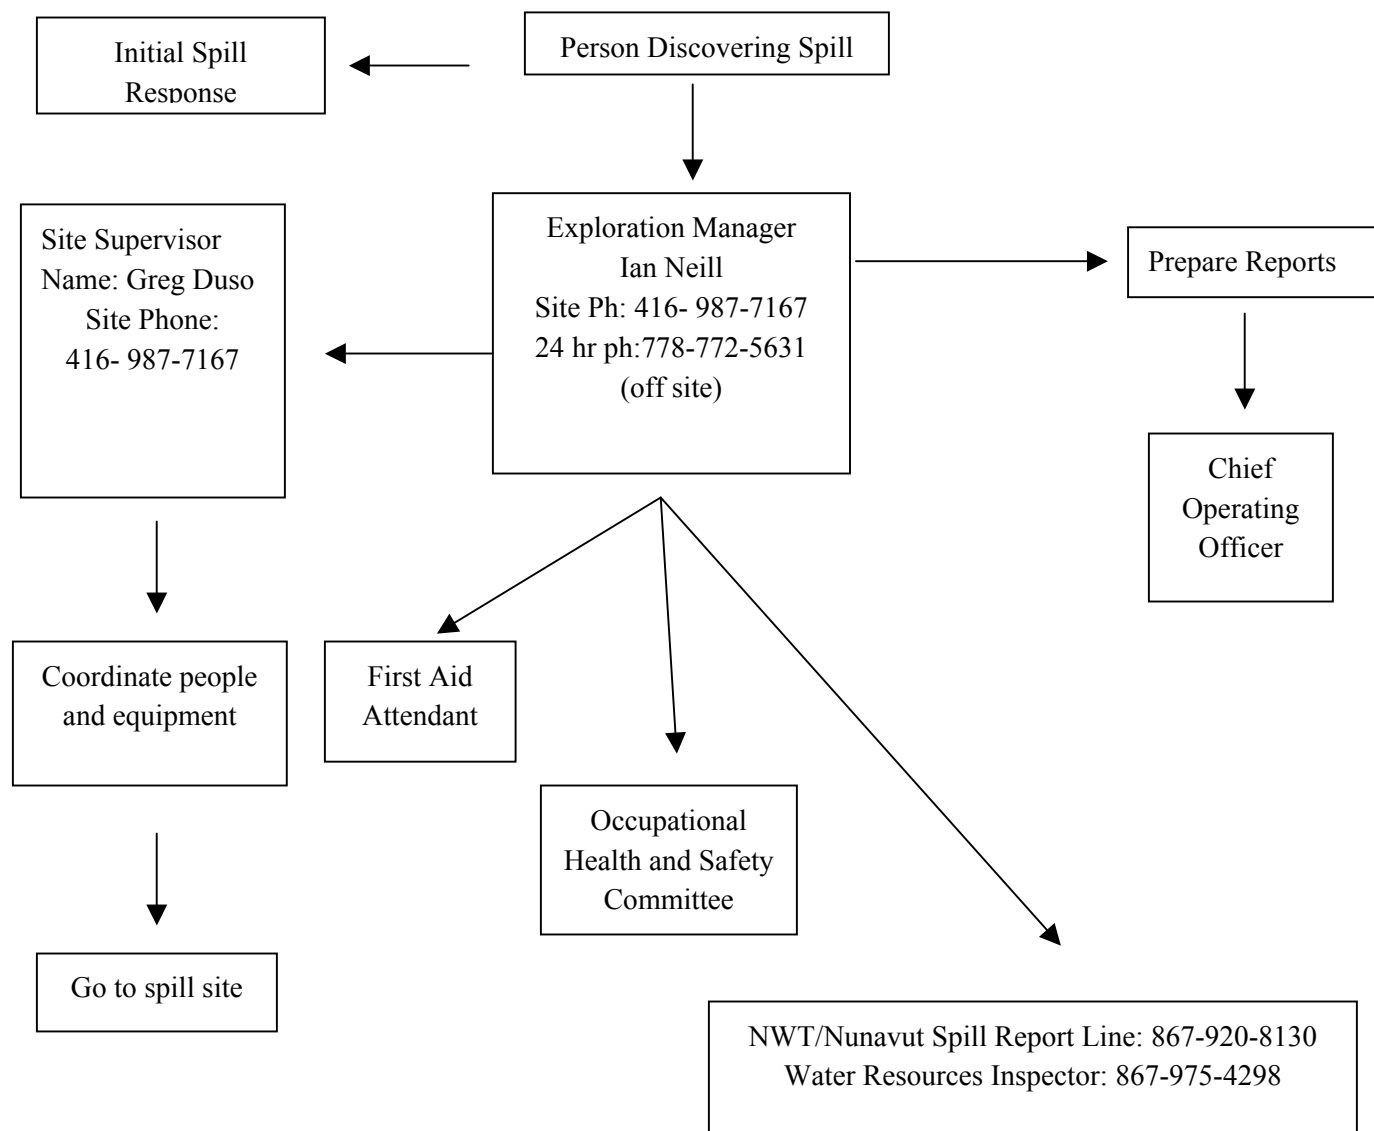 Initial Spill
Response
Person Discovering Spill
Site Supervisor
Name: Greg Duso
Site Phone:
416- 987-7167
Exploration Manager
Ian Neill
Site Ph: 416- 987-7167
24 hr ph:778-772-5631
(off site)
Prepare Reports
Chief
Operating
Officer
Coordinate people
and equipment
First Aid
Attendant
Occupational
Health and Safety
Committee
Go to spill site
NWT/Nunavut Spill Report Line: 867-920-8130
Water Resources Inspector: 867-975-4298